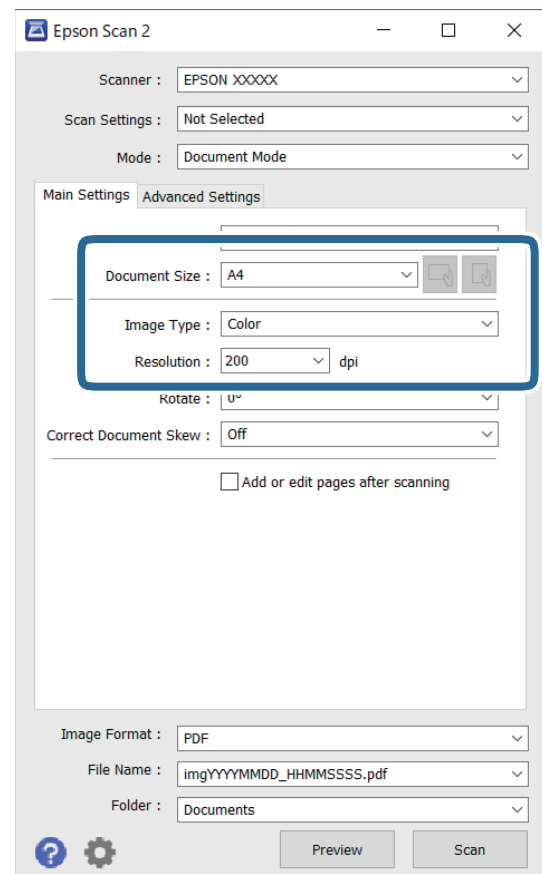 Epson Scan 2
Scanner : EPSON XXXXX
Scan Settings : Not Selected
Mode : Document Mode
Main Settings Advanced Settings
Document Size : A4
Image Type : Color
Resolution : 200 dpi
Rotate : 0°
Correct Document Skew : Off
Add or edit pages after scanning
Image Format : PDF
File Name : imgYYYYMMDD_HHMMSSSS.pdf
Folder : Documents
? Preview Scan